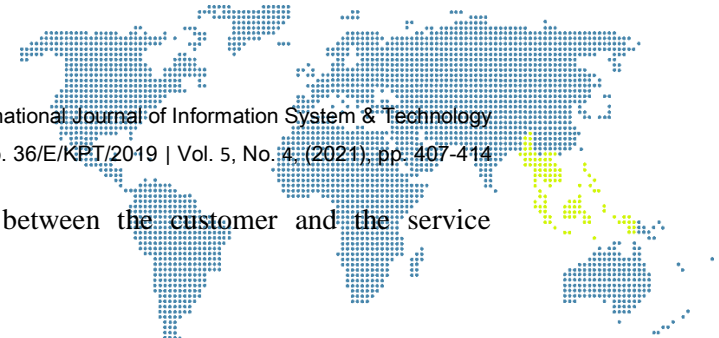 national Journal of Information System & Technology
. 36/E/KPT/2019 | Vol. 5, No. 4, (2021), pp. 407-414
between the customer and the service